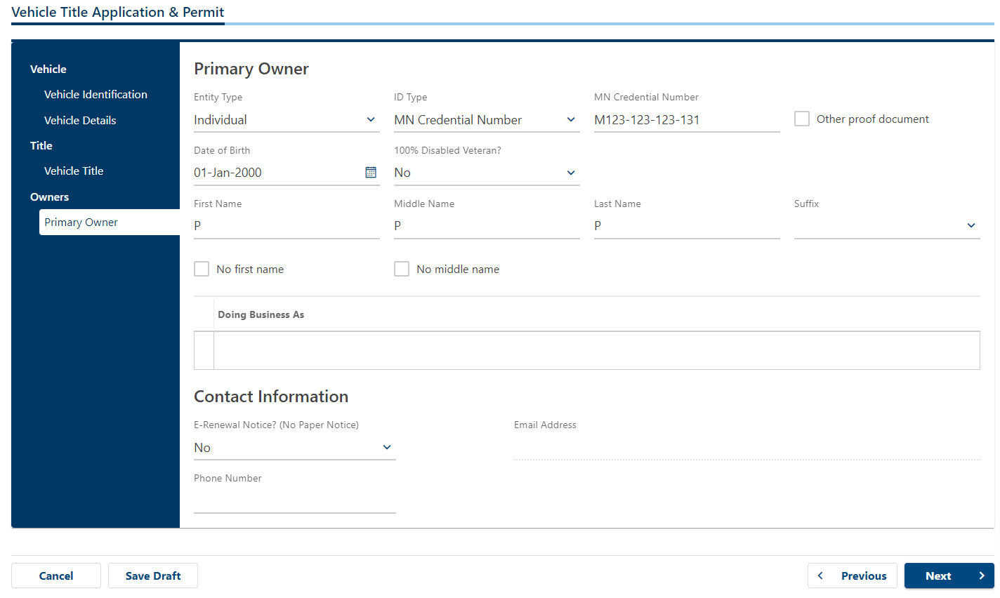 Vehicle Title Application & Permit
Vehicle
Vehicle Identification
Vehicle Details
Title
Vehicle Title
Owners
Primary Owner
Primary Owner
Entity Type
Individual
ID Type
MN Credential Number
MN Credential Number
M123-123-123-131
Other proof document
Date of Birth
01-Jan-2000
100% Disabled Veteran?
No
First Name
P
Middle Name
P
Last Name
P
Suffix
No first name
No middle name
Doing Business As
Contact Information
E-Renewal Notice? (No Paper Notice)
No
Email Address
Phone Number
Cancel
Save Draft
Previous
Next